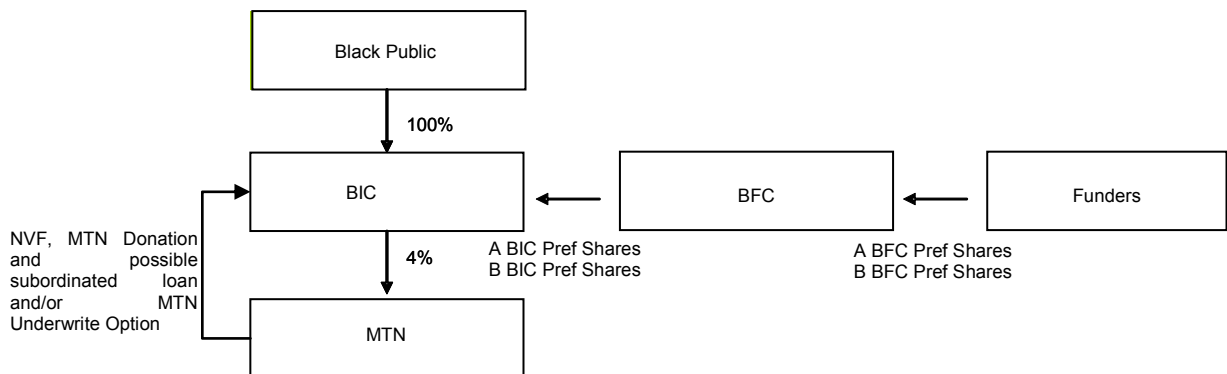 Black Public
100%
BIC
BFC
Funders
NVF, MTN Donation
and possible
subordinated loan
and/or MTN
Underwrite Option
4%
A BIC Pref Shares
B BIC Pref Shares
A BFC Pref Shares
B BFC Pref Shares
MTN